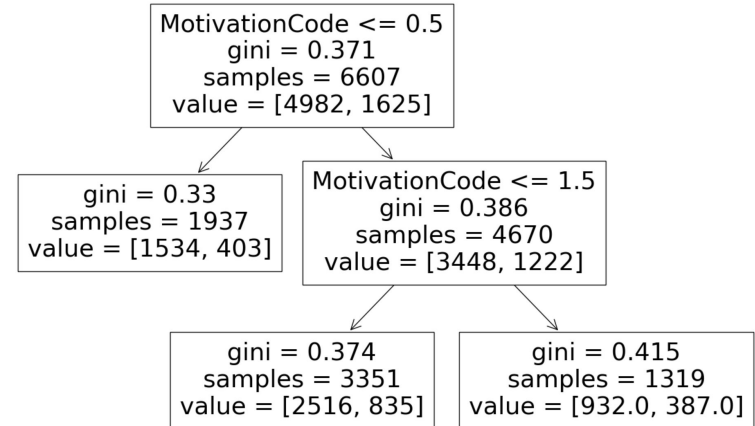 MotivationCode <= 0.5
gini = 0.371
samples = 6607
value = [4982, 1625]
gini = 0.33
samples = 1937
value = [1534, 403]
MotivationCode <= 1.5
gini = 0.386
samples = 4670
value = [3448, 1222]
gini = 0.374
samples = 3351
value = [2516, 835]
gini = 0.415
samples = 1319
value = [932.0, 387.0]